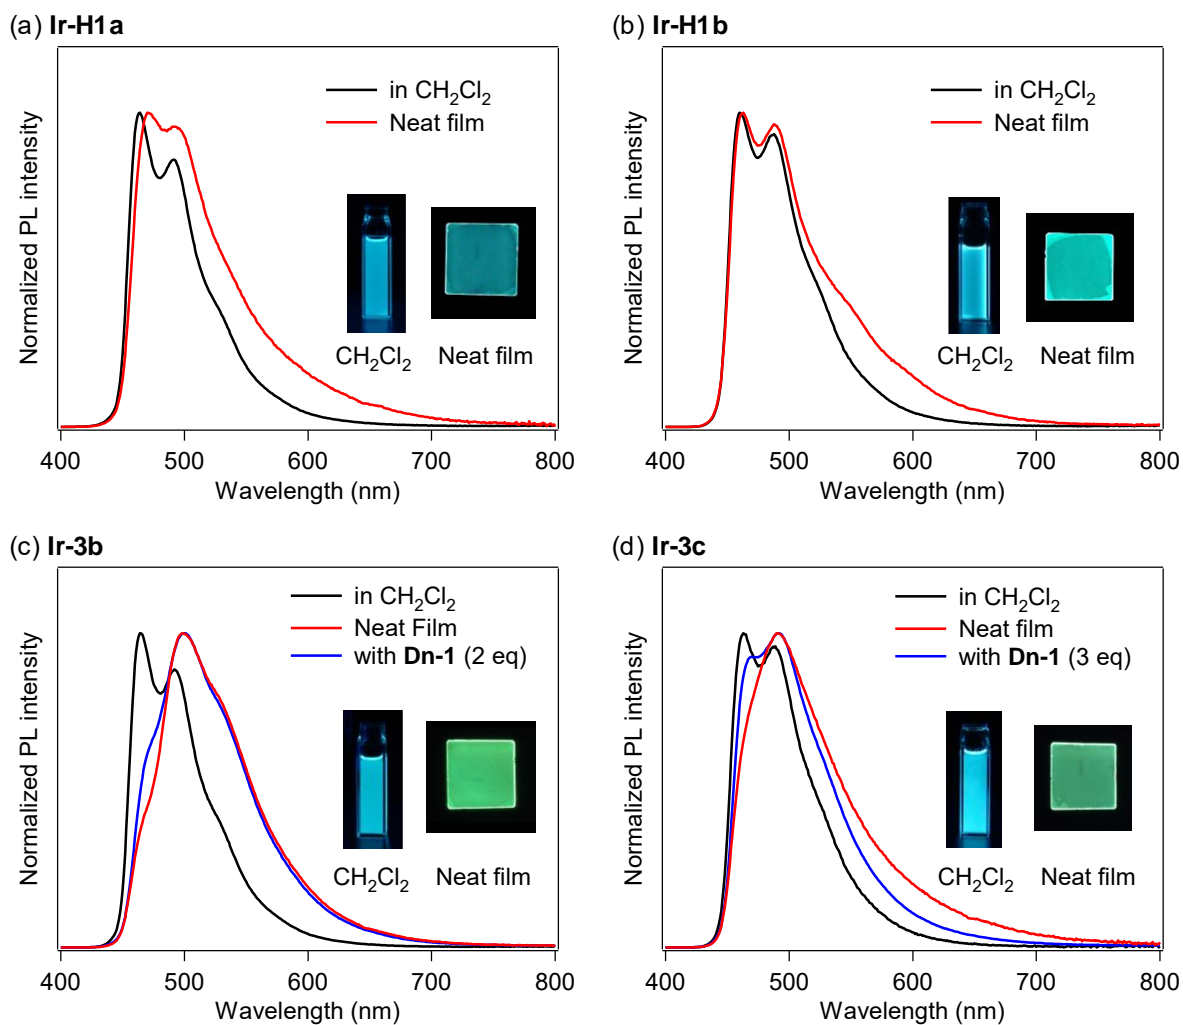 (a) Ir-H1a
Normalized PL intensity
in CH₂Cl₂
Neat film
CH₂Cl₂ Neat film
400 500 600 700 800
Wavelength (nm)
(b) Ir-H1b
Normalized PL intensity
in CH₂Cl₂
Neat film
CH₂Cl₂ Neat film
400 500 600 700 800
Wavelength (nm)
(c) Ir-3b
Normalized PL intensity
in CH₂Cl₂
Neat Film
with Dn-1 (2 eq)
CH₂Cl₂ Neat film
400 500 600 700 800
Wavelength (nm)
(d) Ir-3c
Normalized PL intensity
in CH₂Cl₂
Neat film
with Dn-1 (3 eq)
CH₂Cl₂ Neat film
400 500 600 700 800
Wavelength (nm)